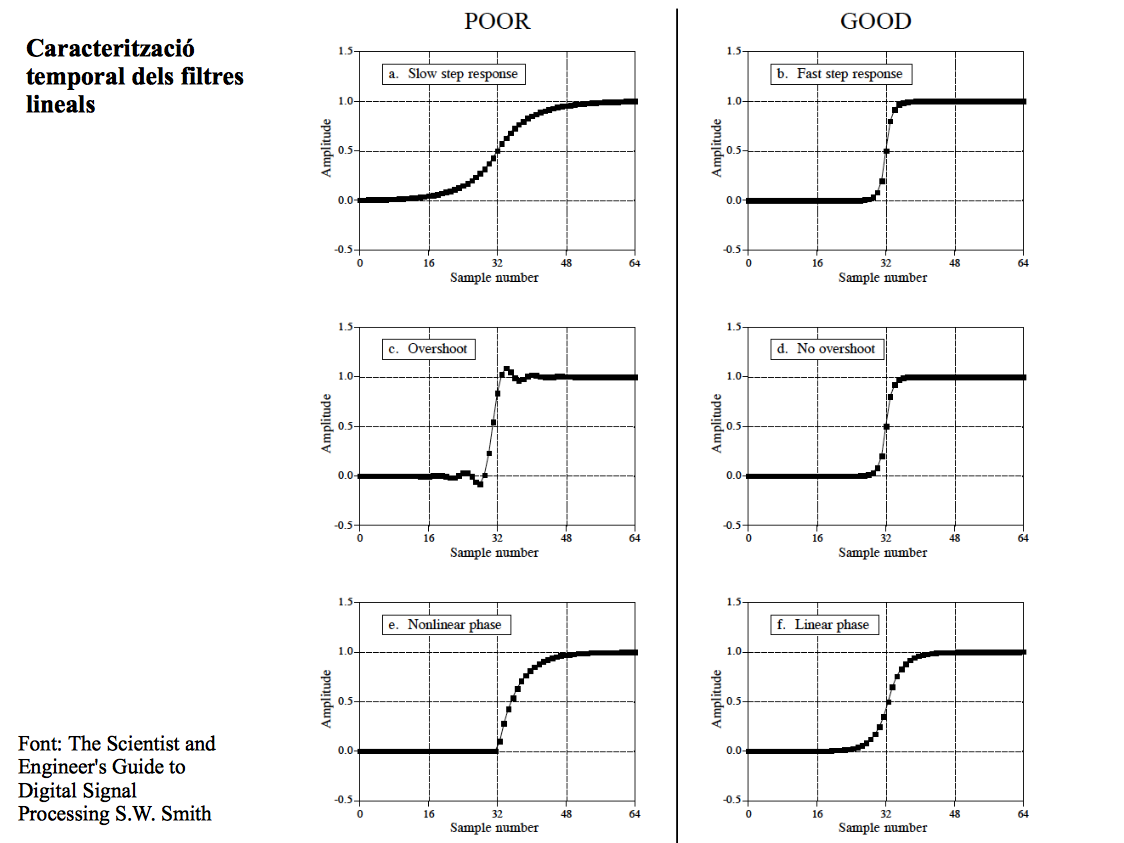 Caracterització
temporal dels filtres
lineals
POOR
GOOD
1.5
1.0
0.5
0.0
-0.5
Amplitude
a. Slow step response
0 16 32 48 64
Sample number
1.5
1.0
0.5
0.0
-0.5
Amplitude
b. Fast step response
0 16 32 48 64
Sample number
1.5
1.0
0.5
0.0
-0.5
Amplitude
c. Overshoot
0 16 32 48 64
Sample number
1.5
1.0
0.5
0.0
-0.5
Amplitude
d. No overshoot
0 16 32 48 64
Sample number
1.5
1.0
0.5
0.0
-0.5
Amplitude
e. Nonlinear phase
0 16 32 48 64
Sample number
1.5
1.0
0.5
0.0
-0.5
Amplitude
f. Linear phase
0 16 32 48 64
Sample number
Font: The Scientist and
Engineer's Guide to
Digital Signal
Processing S.W. Smith